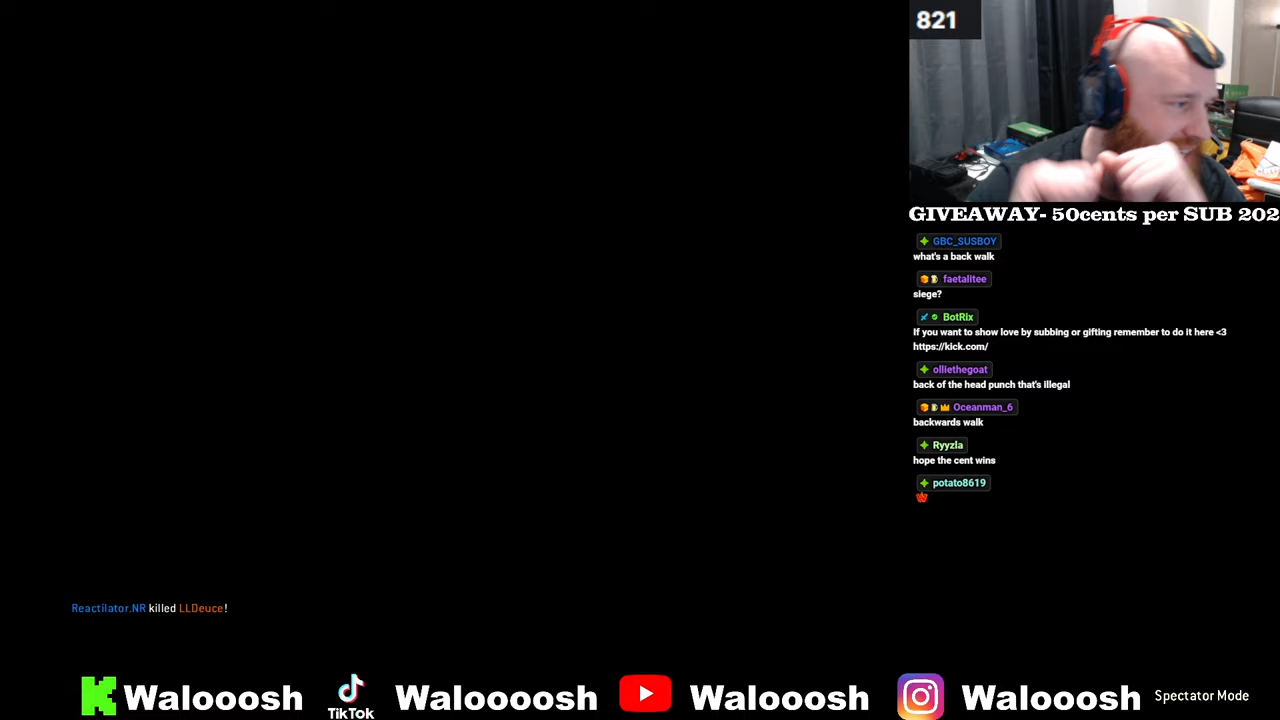 821
GIVEAWAY- 50cents per SUB 202
GBC_SUSBOY
what's a back walk
faetalitee
siege?
BotRix
If you want to show love by subbing or gifting remember to do it here <3
https://kick.com/
olliethegoat
back of the head punch that's illegal
Oceanman_6
backwards walk
Ryyzla
hope the cent wins
potato8619
Reactilator.NR killed LLDeuce!
K Walooosh TikTok Waloooosh Walooosh Walooosh Spectator Mode